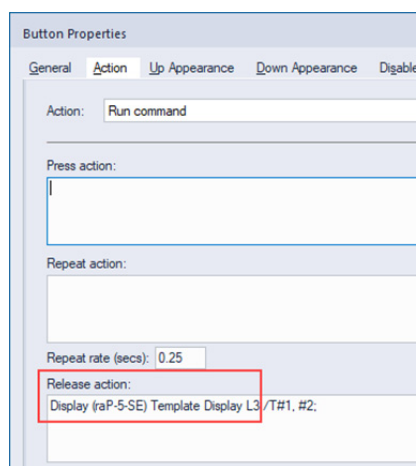 Button Properties
General Action Up Appearance Down Appearance Disable
Action: Run command
Press action:
Repeat action:
Repeat rate (secs): 0.25
Release action:
Display (raP-5-SE) Template Display L3 /T#1, #2;